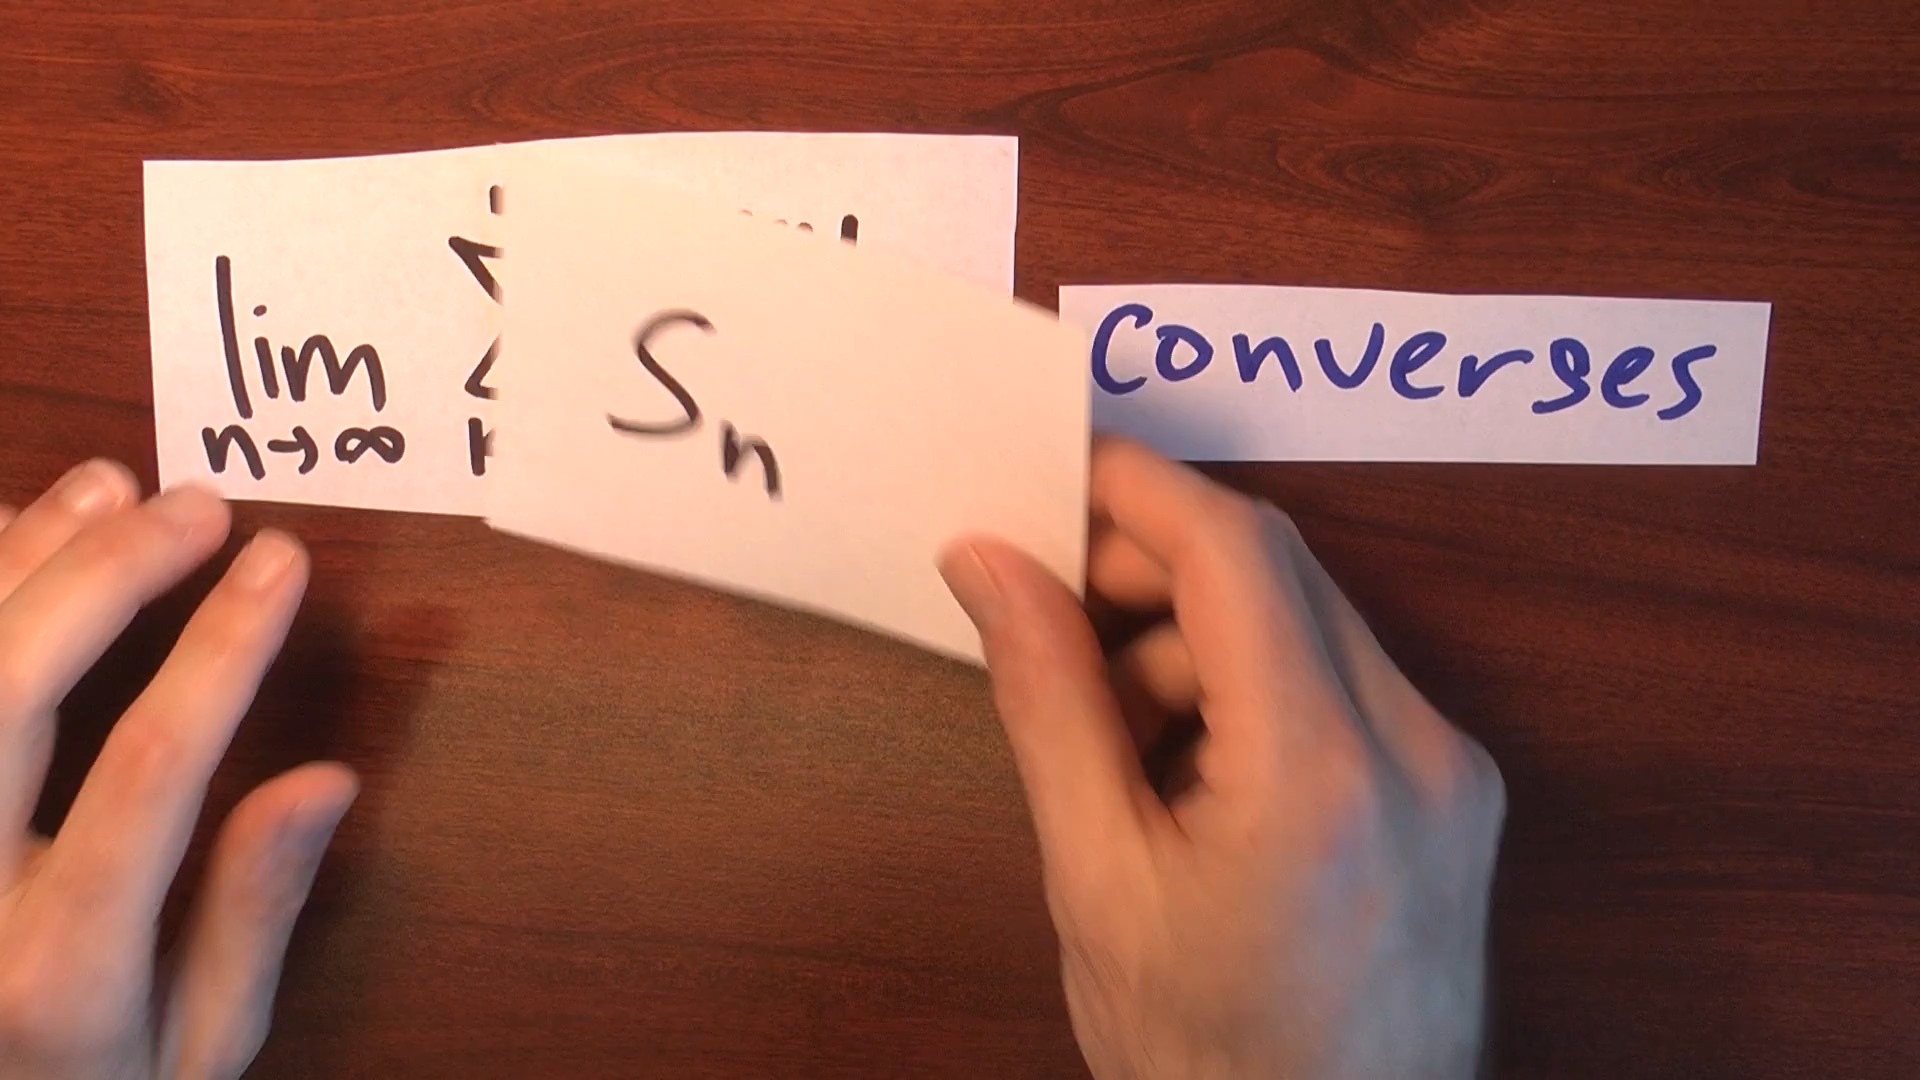 lim
n→∞
Sn
Converges